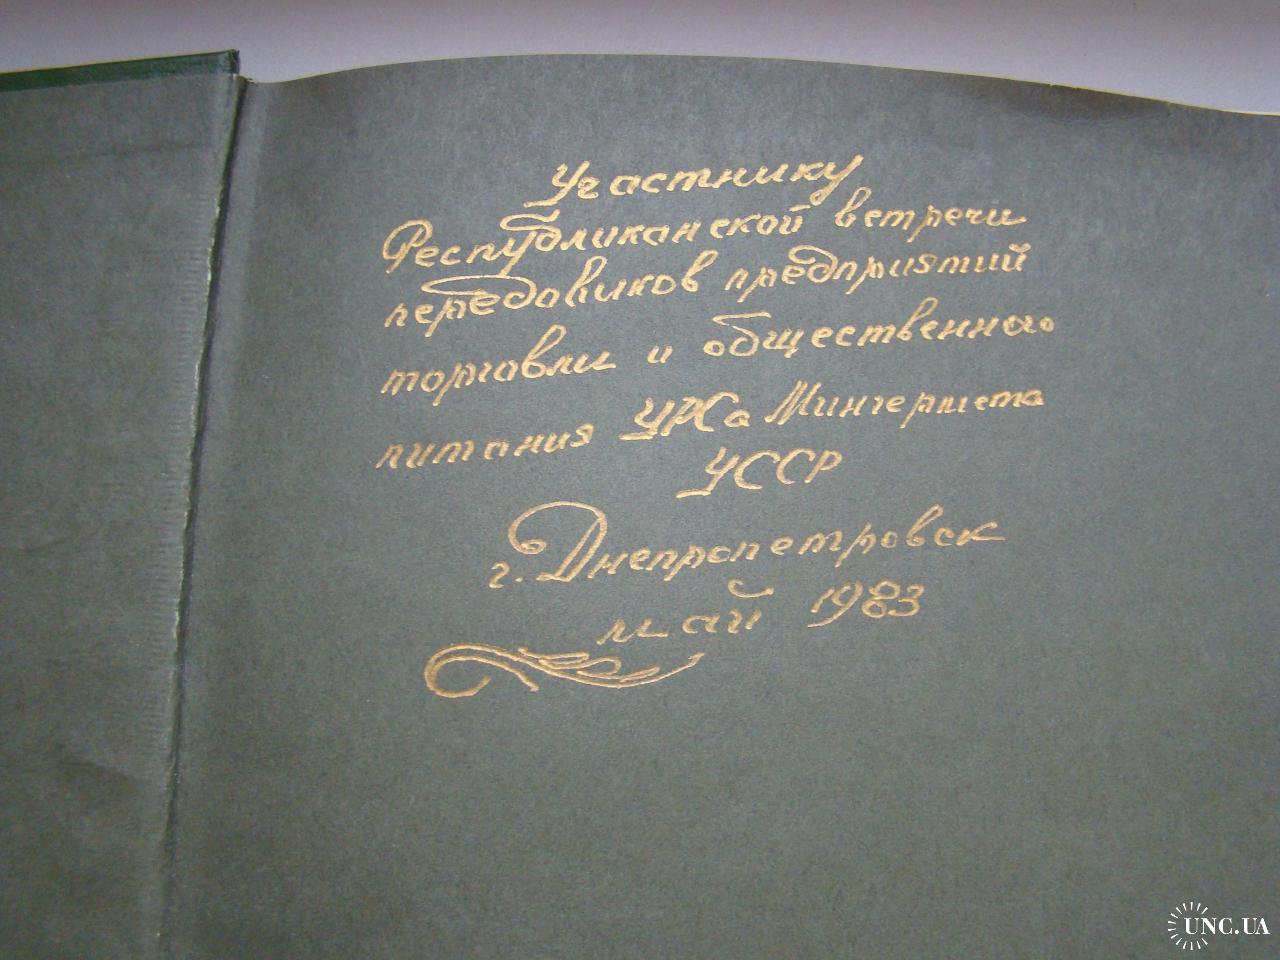 Участнику
Республиканской встречи
передовиков предприятий
торговли и общественного
питания УРСа Минчермета
УССР
г. Днепропетровск
май 1983
UNC.UA